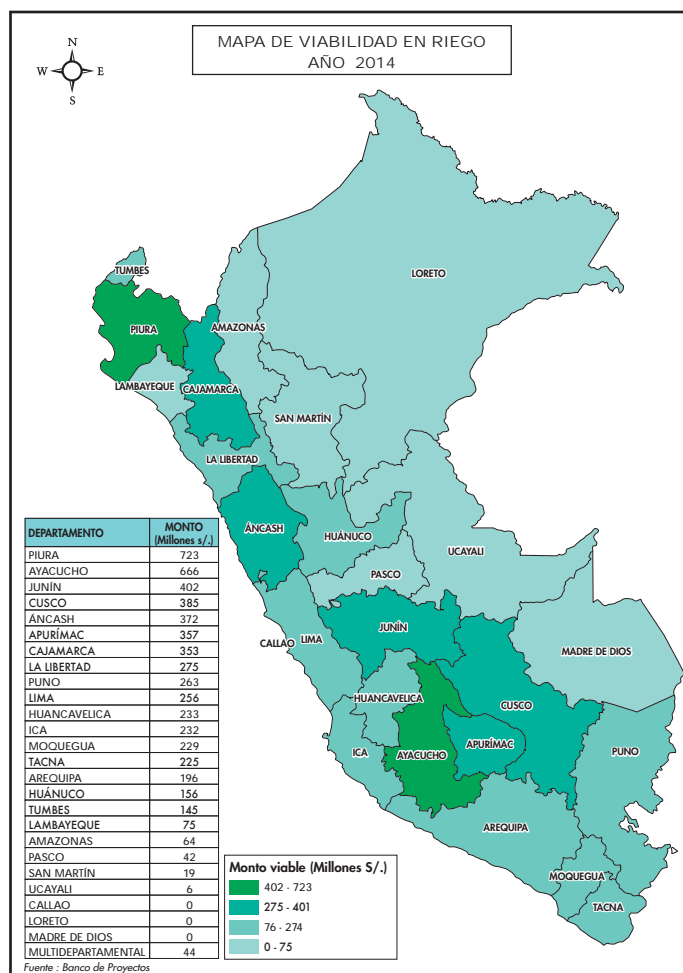 MAPA DE VIABILIDAD EN RIEGO
AÑO 2014
N
W E
S
LORETO
TUMBES
PIURA
AMAZONAS
LAMBAYEQUE
CAJAMARCA
SAN MARTÍN
LA LIBERTAD
ÁNCASH
HUÁNUCO
UCAYALI
PASCO
CALLAO
LIMA
JUNÍN
MADRE DE DIOS
HUANCAVELICA
CUSCO
ICA
AYACUCHO
APURÍMAC
PUNO
AREQUIPA
MOQUEGUA
TACNA
DEPARTAMENTO MONTO (Millones s/.)
PIURA 723
AYACUCHO 666
JUNÍN 402
CUSCO 385
ÁNCASH 372
APURÍMAC 357
CAJAMARCA 353
LA LIBERTAD 275
PUNO 263
LIMA 256
HUANCAVELICA 233
ICA 232
MOQUEGUA 229
TACNA 225
AREQUIPA 196
HUÁNUCO 156
TUMBES 145
LAMBAYEQUE 75
AMAZONAS 64
PASCO 42
SAN MARTÍN 19
UCAYALI 6
CALLAO 0
LORETO 0
MADRE DE DIOS 0
MULTIDEPARTAMENTAL 44
Fuente : Banco de Proyectos
Monto viable (Millones S/.)
402 - 723
275 - 401
76 - 274
0 - 75